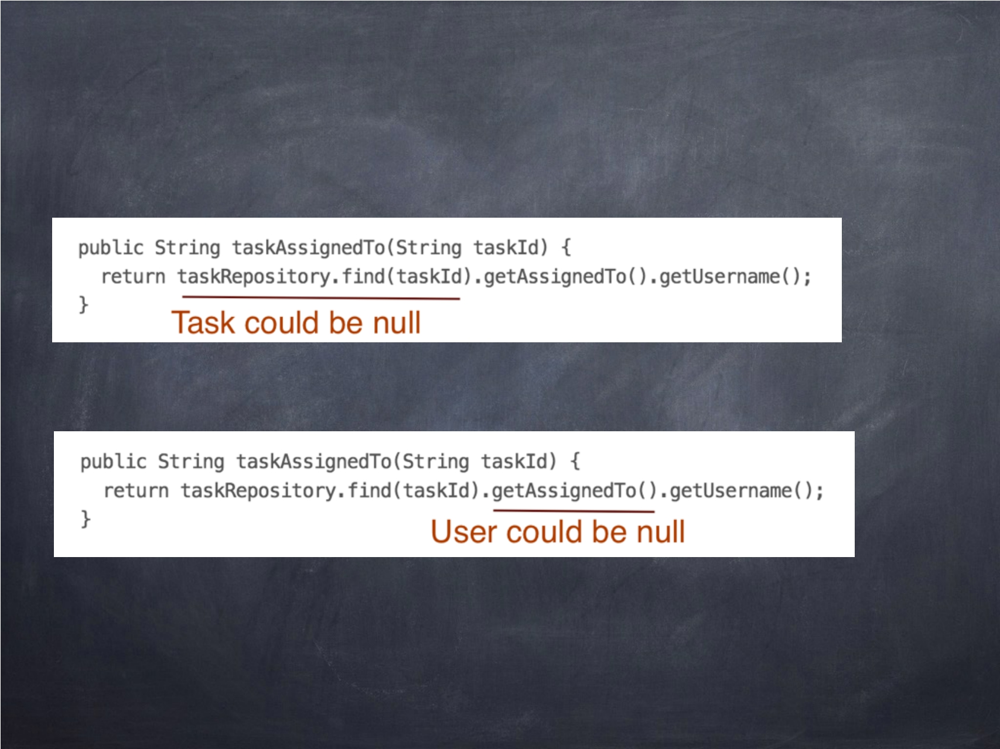 public String taskAssignedTo(String taskId) {
return taskRepository.find(taskId).getAssignedTo().getUsername();
}
Task could be null
public String taskAssignedTo(String taskId) {
return taskRepository.find(taskId).getAssignedTo().getUsername();
}
User could be null